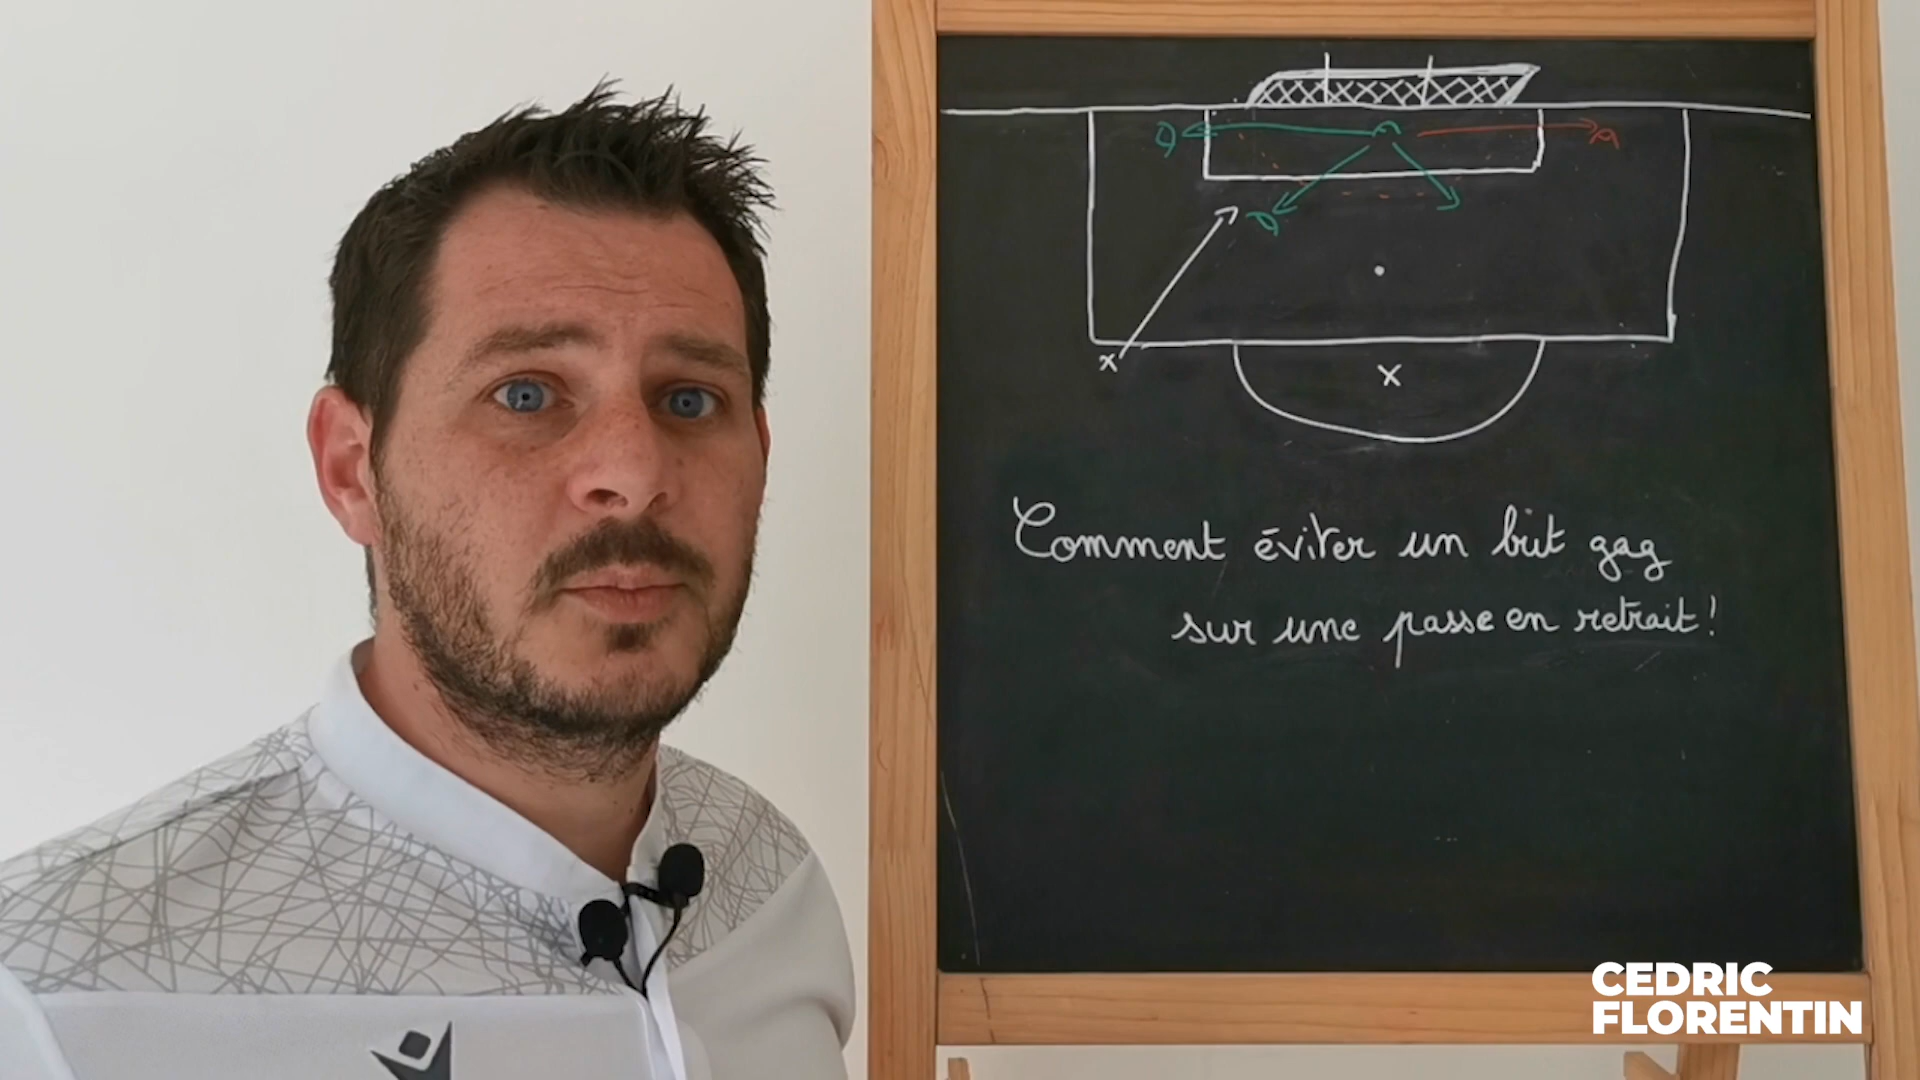 Comment éviter un but gag
sur une passe en retrait!
CEDRIC
FLORENTIN